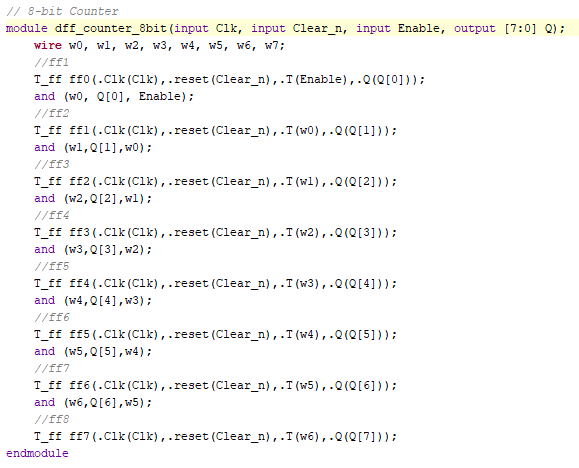 // 8-bit Counter
module dff_counter_8bit(input Clk, input Clear_n, input Enable, output [7:0] Q);
    wire w0, w1, w2, w3, w4, w5, w6, w7;
    //ff1
    T_ff ff0(.Clk(Clk),.reset(Clear_n),.T(Enable),.Q(Q[0]));
    and (w0, Q[0], Enable);
    //ff2
    T_ff ff1(.Clk(Clk),.reset(Clear_n),.T(w0),.Q(Q[1]));
    and (w1,Q[1],w0);
    //ff3
    T_ff ff2(.Clk(Clk),.reset(Clear_n),.T(w1),.Q(Q[2]));
    and (w2,Q[2],w1);
    //ff4
    T_ff ff3(.Clk(Clk),.reset(Clear_n),.T(w2),.Q(Q[3]));
    and (w3,Q[3],w2);
    //ff5
    T_ff ff4(.Clk(Clk),.reset(Clear_n),.T(w3),.Q(Q[4]));
    and (w4,Q[4],w3);
    //ff6
    T_ff ff5(.Clk(Clk),.reset(Clear_n),.T(w4),.Q(Q[5]));
    and (w5,Q[5],w4);
    //ff7
    T_ff ff6(.Clk(Clk),.reset(Clear_n),.T(w5),.Q(Q[6]));
    and (w6,Q[6],w5);
    //ff8
    T_ff ff7(.Clk(Clk),.reset(Clear_n),.T(w6),.Q(Q[7]));
endmodule